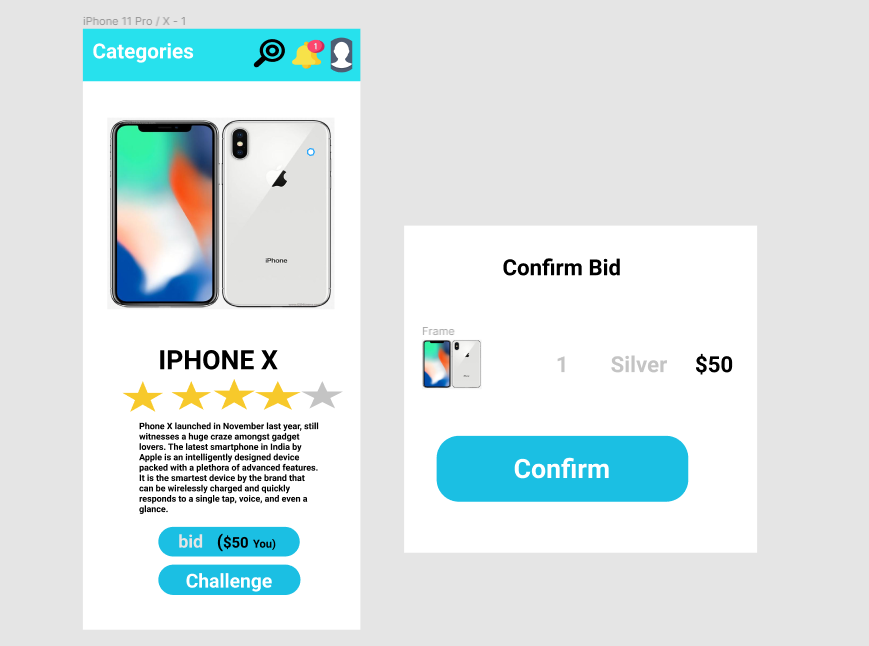 iPhone 11 Pro / X - 1
Categories
1
iPhone
IPHONE X
Phone X launched in November last year, still
witnesses a huge craze amongst gadget
lovers. The latest smartphone in India by
Apple is an intelligently designed device
packed with a plethora of advanced features.
It is the smartest device by the brand that
can be wirelessly charged and quickly
responds to a single tap, voice, and even a
glance.
bid ($50 You)
Challenge
Confirm Bid
Frame
1 Silver $50
Confirm